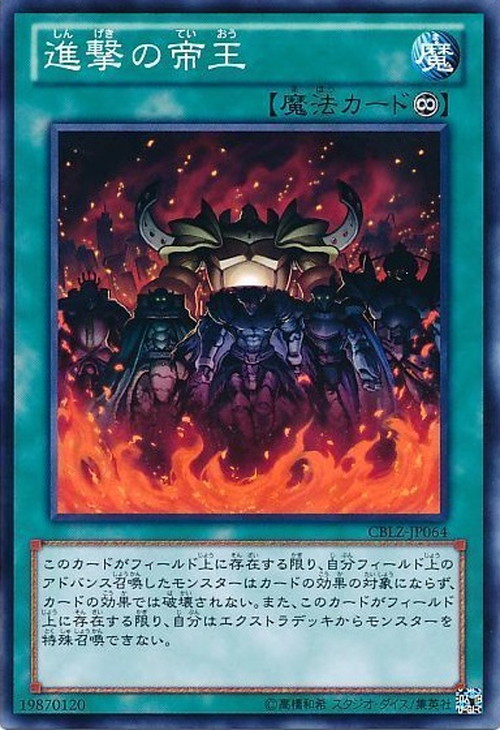 進撃の帝王
魔
【魔法カード】
CBLZ-JP064
このカードがフィールド上に存在する限り、自分フィールド上の
アドバンス召喚したモンスターはカードの効果の対象にならず、
カードの効果では破壊されない。また、このカードがフィールド
上に存在する限り、自分はエクストラデッキからモンスターを
特殊召喚できない。
19870120
©高橋和希 スタジオ・ダイス/集英社